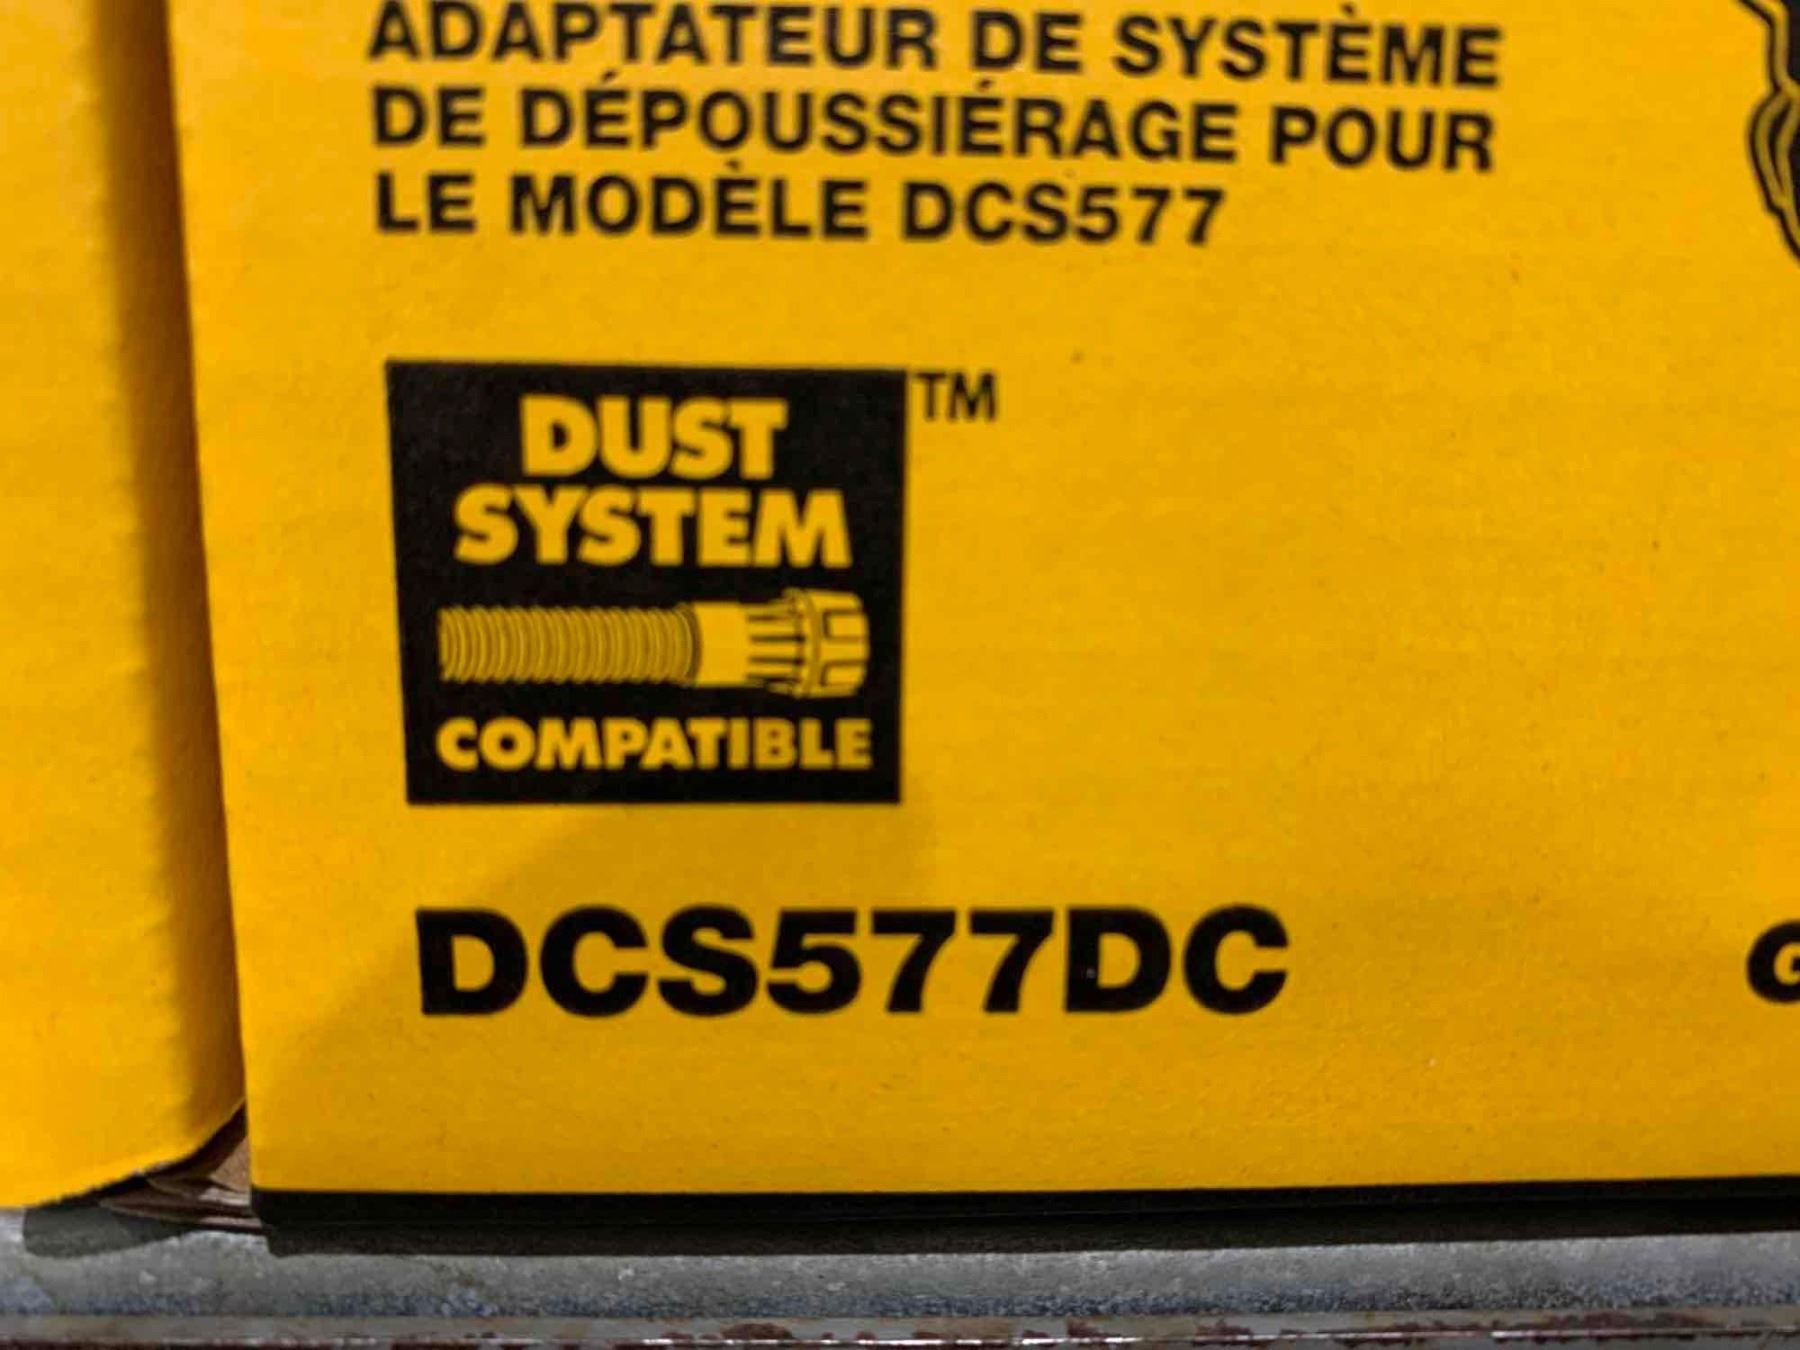 ADAPTATEUR DE SYSTÈME
DE DÉPOUSSIÉRAGE POUR
LE MODÈLE DCS577
DUST
SYSTEM
COMPATIBLE
TM
DCS577DC
G